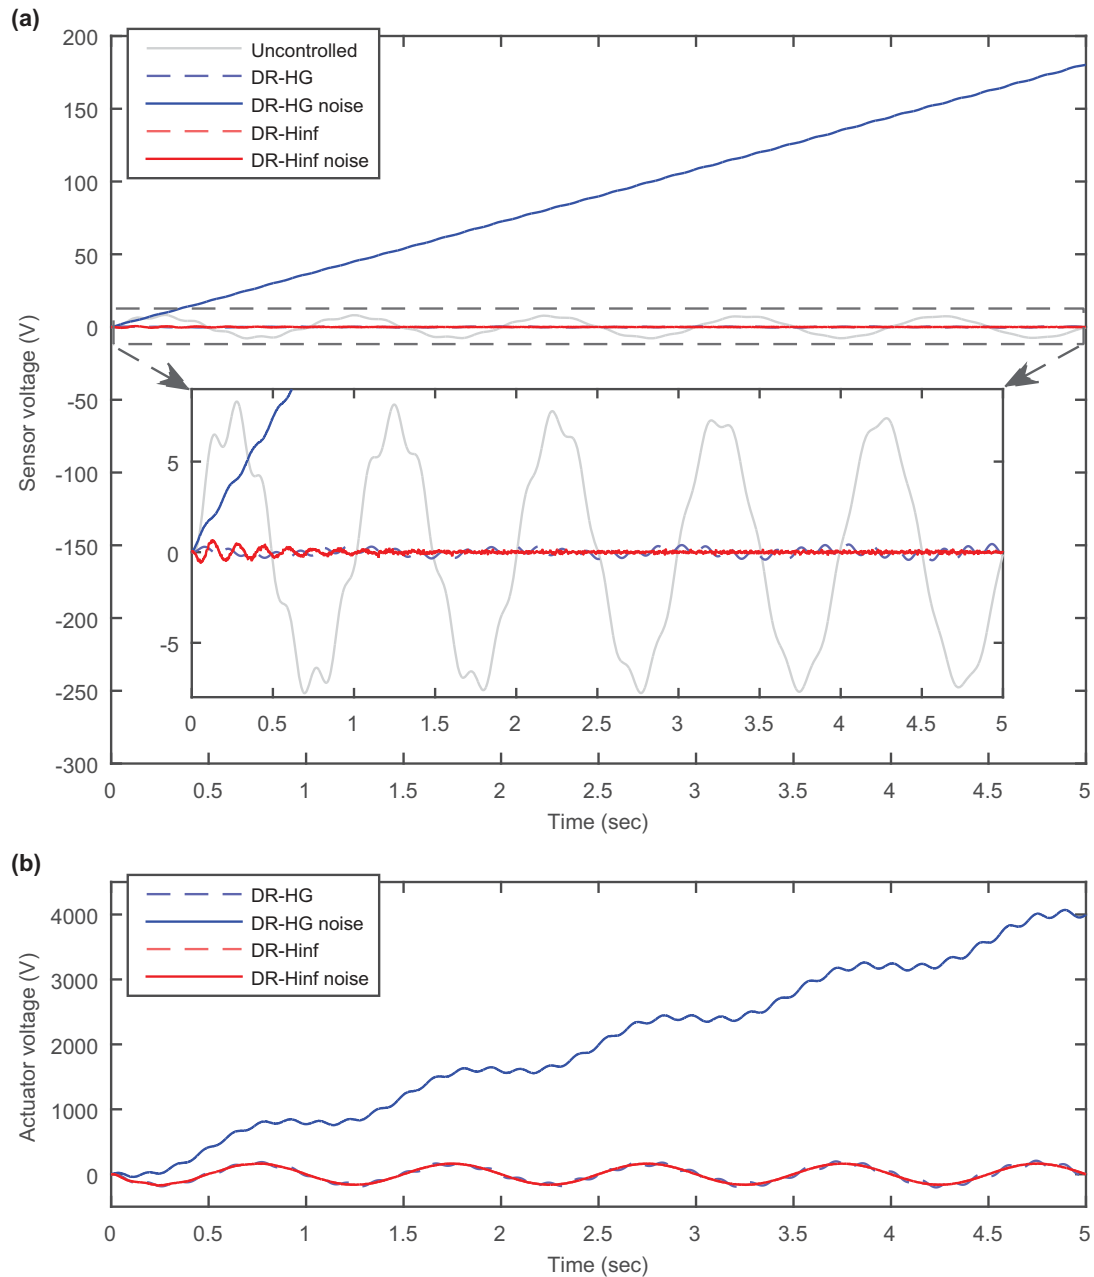 (a)
200
150
100
50
0
-50
-100
-150
-200
-250
-300
Sensor voltage (V)
Uncontrolled
DR-HG
DR-HG noise
DR-Hinf
DR-Hinf noise
5
0
-5
0 0.5 1 1.5 2 2.5 3 3.5 4 4.5 5
0 0.5 1 1.5 2 2.5 3 3.5 4 4.5 5
Time (sec)
(b)
4000
3000
2000
1000
0
Actuator voltage (V)
DR-HG
DR-HG noise
DR-Hinf
DR-Hinf noise
0 0.5 1 1.5 2 2.5 3 3.5 4 4.5 5
Time (sec)